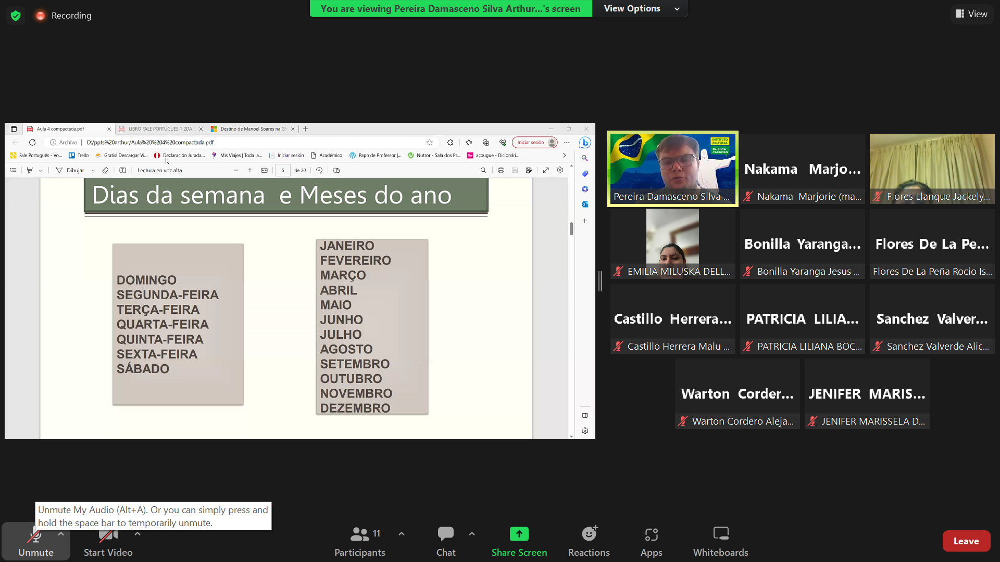 Recording
You are viewing Pereira Damasceno Silva Arthur...'s screen
View Options
View
Aula 4 compactada.pdf
LIBRO FALE PORTUGUÊS 1 2DA E
Destino de Manoel Soares na Gl
Archivo
D:/ppts%20arthur/Aula%20%204%20compactada.pdf
Iniciar sesión
Fale Portugués - Vo...
Trello
Gratis! Descargar Vi...
Declaración Jurada...
Mis Viajes | Toda la...
Iniciar sesión
Académico
Papo de Professor |...
Nutror - Sala dos Pr...
açougue - Dicionári...
Dibujar
Lectura en voz alta
5
de 20
Dias da semana e Meses do ano
DOMINGO
SEGUNDA-FEIRA
TERÇA-FEIRA
QUARTA-FEIRA
QUINTA-FEIRA
SEXTA-FEIRA
SÁBADO
JANEIRO
FEVEREIRO
MARÇO
ABRIL
MAIO
JUNHO
JULHO
AGOSTO
SETEMBRO
OUTUBRO
NOVEMBRO
DEZEMBRO
INSTITUTO
CULTURAL
DA SILVA
CORDEIRO
Pereira Damasceno Silva ...
Nakama Marjo...
Nakama Marjorie (ma...
Flores Llanque Jackely...
EMILIA MILUSKA DELL...
Bonilla Yaranga...
Bonilla Yaranga Jesus ...
Flores De La Pe...
Flores De La Peña Rocio Is...
Castillo Herrera...
Castillo Herrera Malu ...
PATRICIA LILIA...
PATRICIA LILIANA BOC...
Sanchez Valver...
Sanchez Valverde Alic...
Warton Corder...
Warton Cordero Aleja...
JENIFER MARIS...
JENIFER MARISSELA D...
Unmute My Audio (Alt+A). Or you can simply press and
hold the space bar to temporarily unmute.
Unmute
Start Video
11
Participants
Chat
Share Screen
Reactions
Apps
Whiteboards
Leave